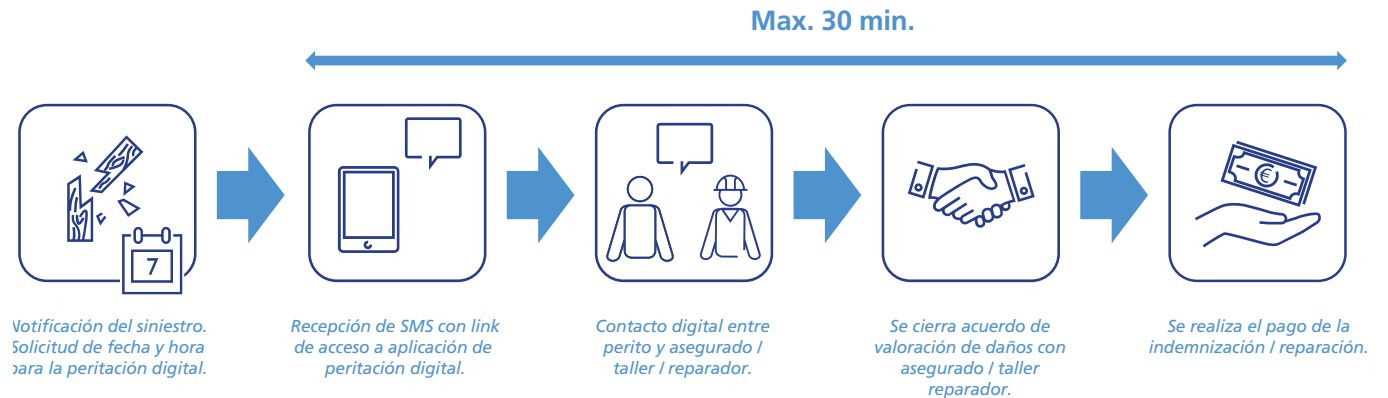 Max. 30 min.
7
€
Notificación del siniestro.
Solicitud de fecha y hora
para la peritación digital.
Recepción de SMS con link
de acceso a aplicación de
peritación digital.
Contacto digital entre
perito y asegurado /
taller / reparador.
Se cierra acuerdo de
valoración de daños con
asegurado / taller
reparador.
Se realiza el pago de la
indemnización / reparación.